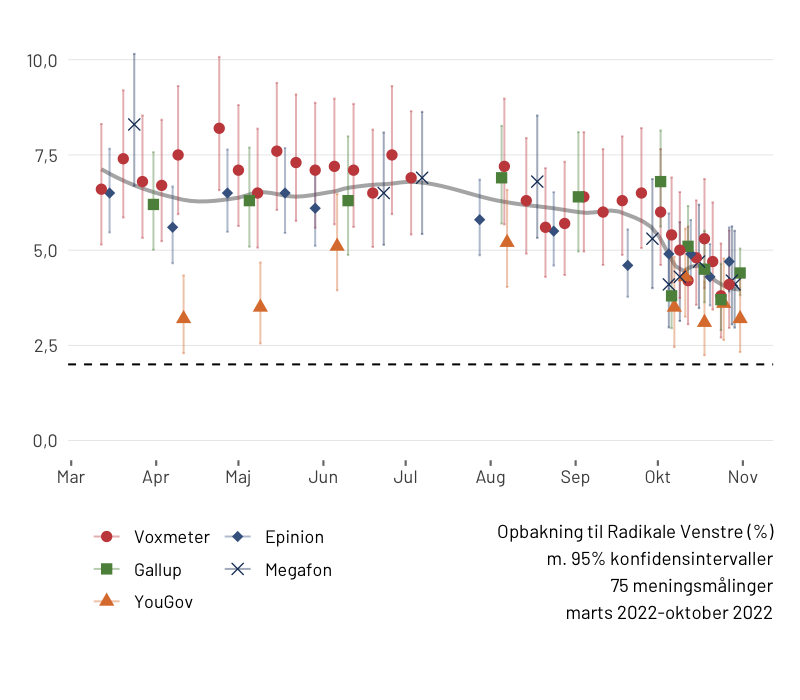 10,0
7,5
5,0
2,5
0,0
Mar Apr Maj Jun Jul Aug Sep Okt Nov
Voxmeter Epinion
Gallup Megafon
YouGov
Opbakning til Radikale Venstre (%)
m. 95% konfidensintervaller
75 meningsmålinger
marts 2022-oktober 2022